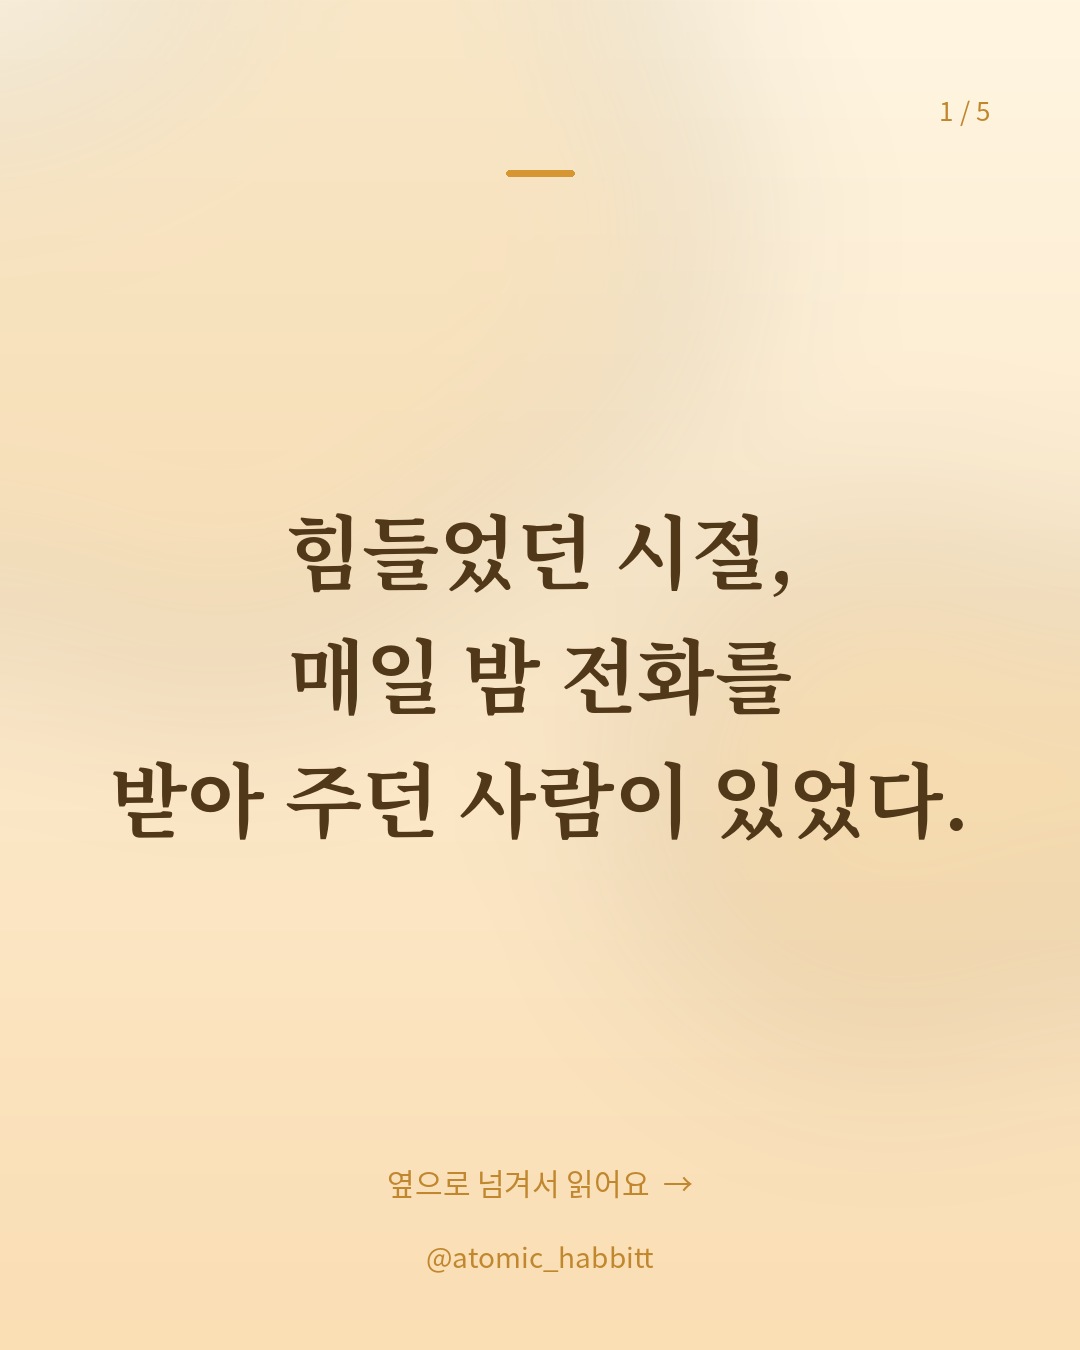 1 / 5
힘들었던 시절,
매일 밤 전화를
받아 주던 사람이 있었다.
옆으로 넘겨서 읽어요 →
@atomic_habbitt